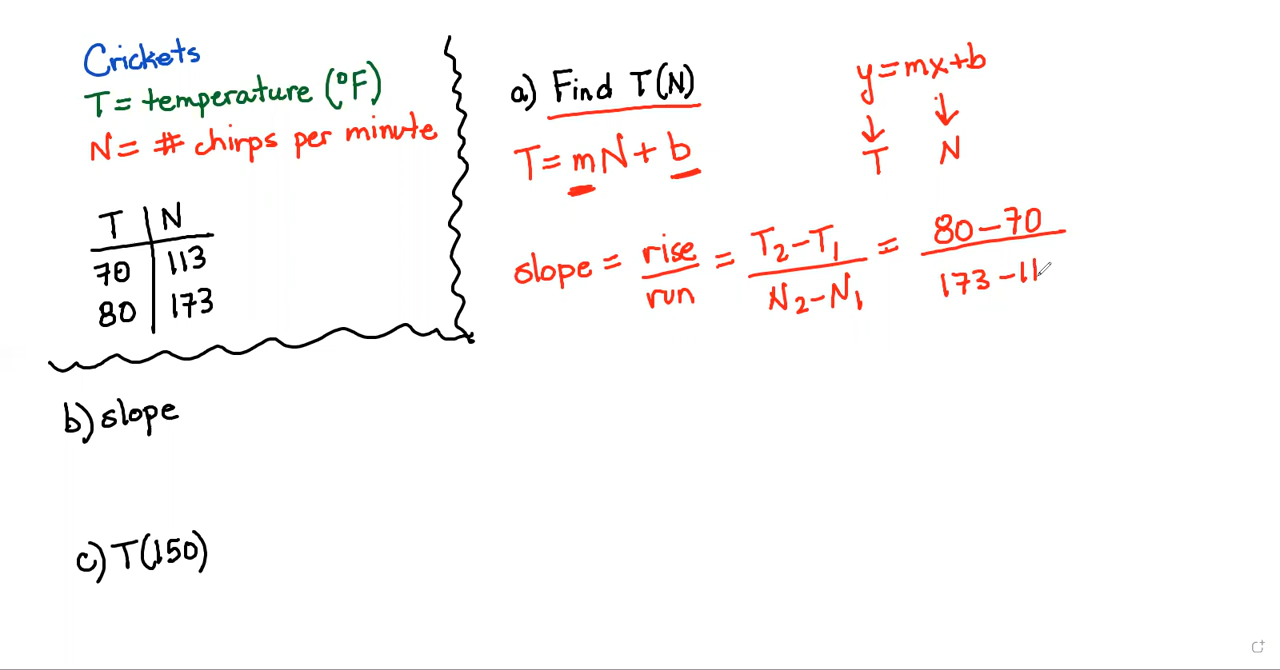 Crickets
T = temperature (°F)
N = # chirps per minute
T | N
70 | 113
80 | 173
a) Find T(N)
y = mx + b
↓ ↓
T N
T = mN + b
slope = rise/run = (T₂ - T₁)/(N₂ - N₁) = (80 - 70)/(173 - 11
b) slope
c) T(150)